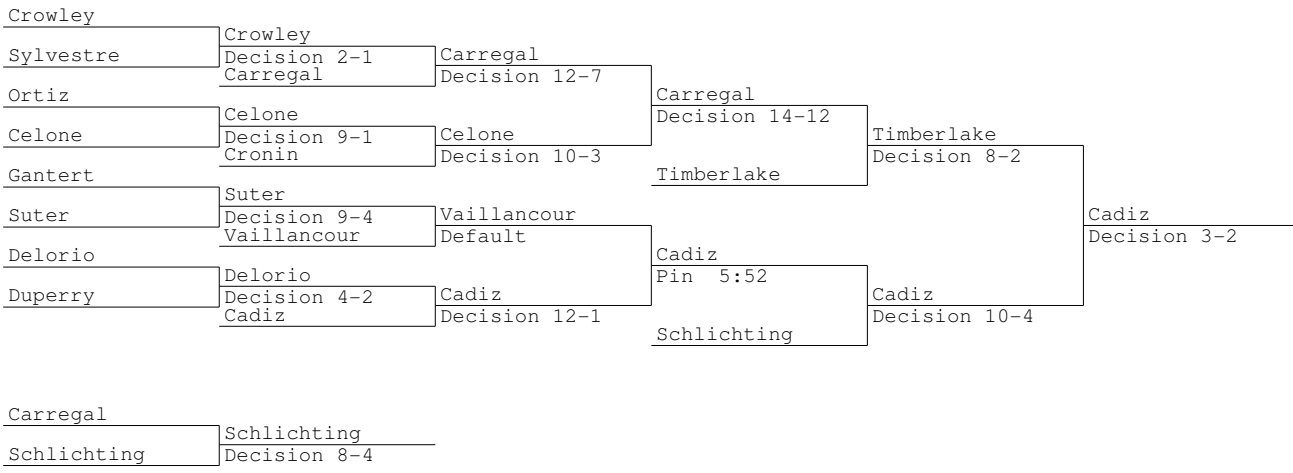 Crowley
Crowley
Sylvestre
Decision 2-1
Carregal
Carregal
Decision 12-7
Ortiz
Carregal
Celone
Decision 14-12
Celone
Decision 9-1
Celone
Timberlake
Cronin
Decision 10-3
Decision 8-2
Gantert
Timberlake
Suter
Suter
Decision 9-4
Vaillancour
Cadiz
Vaillancour
Default
Decision 3-2
Delorio
Cadiz
Delorio
Pin 5:52
Duperry
Decision 4-2
Cadiz
Cadiz
Cadiz
Decision 12-1
Decision 10-4
Schlichting
Carregal
Schlichting
Schlichting
Decision 8-4